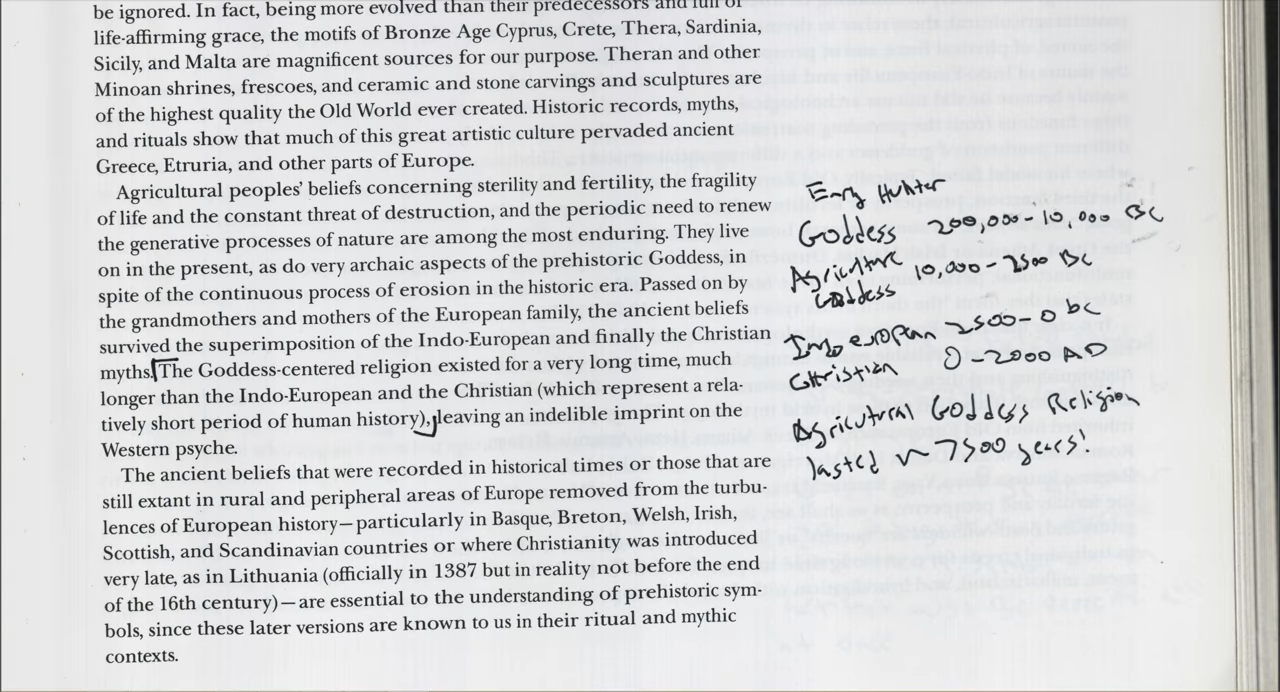 be ignored. In fact, being more evolved than their predecessors and full of
life-affirming grace, the motifs of Bronze Age Cyprus, Crete, Thera, Sardinia,
Sicily, and Malta are magnificent sources for our purpose. Theran and other
Minoan shrines, frescoes, and ceramic and stone carvings and sculptures are
of the highest quality the Old World ever created. Historic records, myths,
and rituals show that much of this great artistic culture pervaded ancient
Greece, Etruria, and other parts of Europe.
Agricultural peoples' beliefs concerning sterility and fertility, the fragility
of life and the constant threat of destruction, and the periodic need to renew
the generative processes of nature are among the most enduring. They live
on in the present, as do very archaic aspects of the prehistoric Goddess, in
spite of the continuous process of erosion in the historic era. Passed on by
the grandmothers and mothers of the European family, the ancient beliefs
survived the superimposition of the Indo-European and finally the Christian
myths. The Goddess-centered religion existed for a very long time, much
longer than the Indo-European and the Christian (which represent a rela-
tively short period of human history), leaving an indelible imprint on the
Western psyche.
The ancient beliefs that were recorded in historical times or those that are
still extant in rural and peripheral areas of Europe removed from the turbu-
lences of European history—particularly in Basque, Breton, Welsh, Irish,
Scottish, and Scandinavian countries or where Christianity was introduced
very late, as in Lithuania (officially in 1387 but in reality not before the end
of the 16th century)—are essential to the understanding of prehistoric sym-
bols, since these later versions are known to us in their ritual and mythic
contexts.
Hunter
Goddess 200,000-10,000 BC
Agriculture 10,000-2500 BC
Goddess
Indo european 2500-0 BC
Christian 0-2000 AD
Agricultural Goddess Religion
lasted ~ 7500 years!